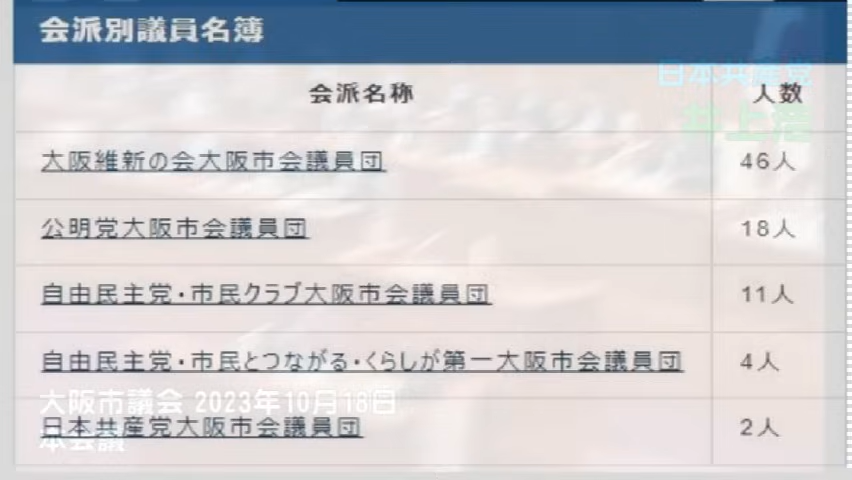 会派別議員名簿
日本共産党
会派名称 人数
井上浩
大阪維新の会大阪市会議員団 46人
公明党大阪市会議員団 18人
自由民主党・市民クラブ大阪市会議員団 11人
自由民主党・市民とつながる・くらしが第一大阪市会議員団 4人
大阪市議会 2023年10月18日
日本共産党大阪市会議員団 2人
本会議